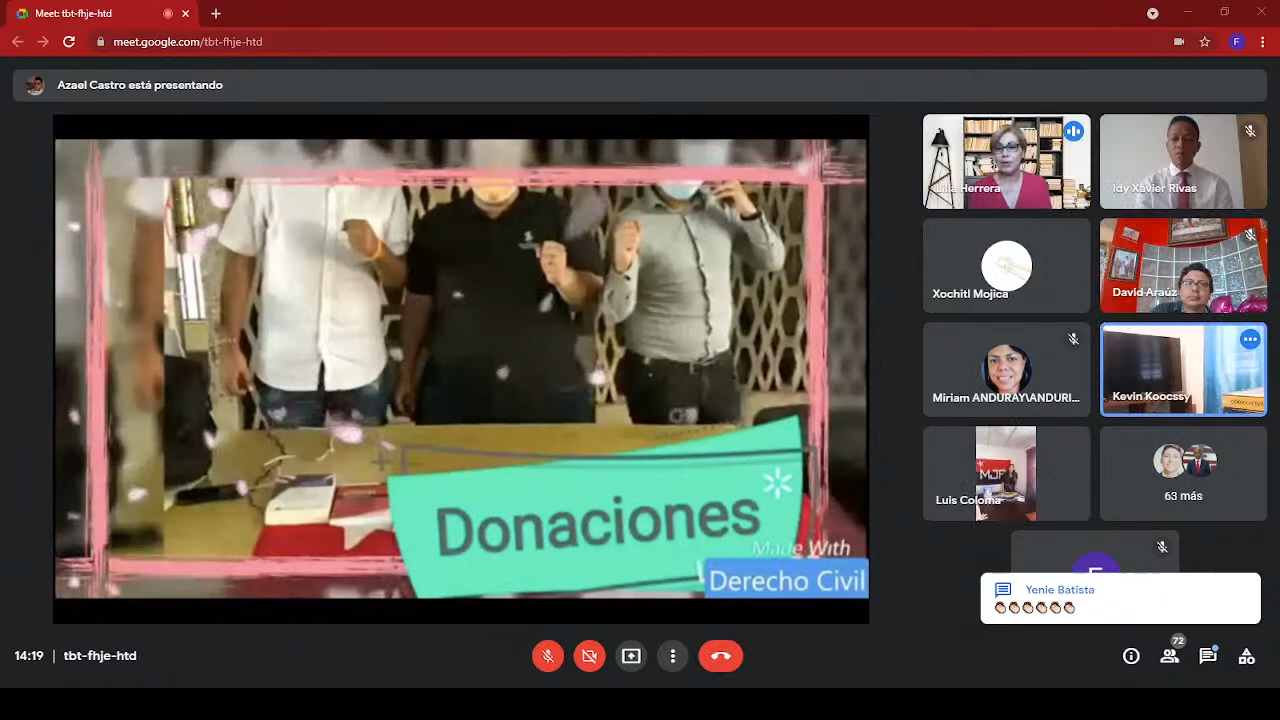 Meet: tbt-fhje-htd
meet.google.com/tbt-fhje-htd
F
Azael Castro está presentando
Lilia Herrera
Idy Xavier Rivas
Xochitl Mojica
David Araúz
Miriam ANDURAY\ANDURI...
Kevin Koocssy
Luis Coloma
63 más
Donaciones
Made With
Derecho Civil
Yenie Batista
👏🏻👏🏻👏🏻👏🏻👏🏻👏🏻
14:19 | tbt-fhje-htd
72